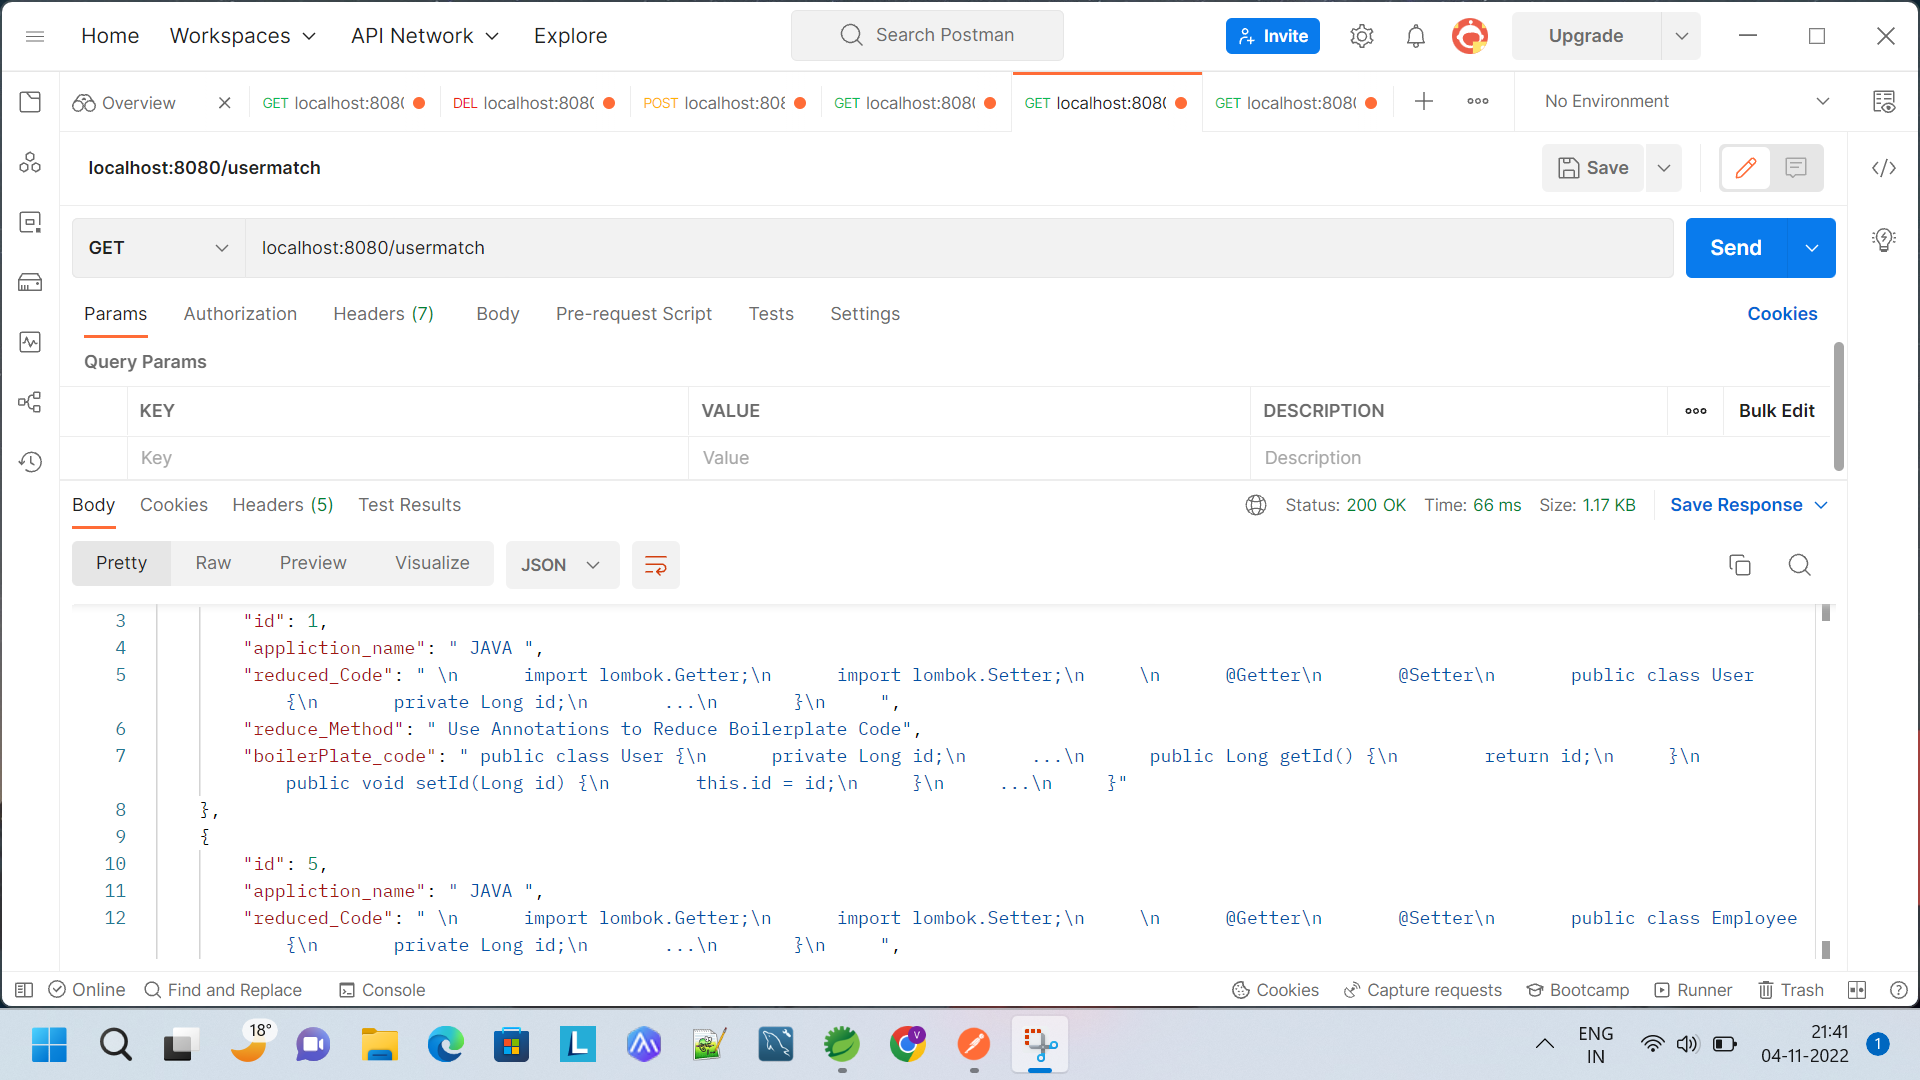 Home Workspaces API Network Explore Search Postman Invite Upgrade
Overview GET localhost:808( DEL localhost:808( POST localhost:808 GET localhost:808( GET localhost:808( GET localhost:808( No Environment
localhost:8080/usermatch Save
GET localhost:8080/usermatch Send
Params Authorization Headers (7) Body Pre-request Script Tests Settings Cookies
Query Params
KEY VALUE DESCRIPTION Bulk Edit
Key Value Description
Body Cookies Headers (5) Test Results Status: 200 OK Time: 66 ms Size: 1.17 KB Save Response
Pretty Raw Preview Visualize JSON
3 "id": 1,
4 "appliction_name": " JAVA ",
5 "reduced_Code": " \n import lombok.Getter;\n import lombok.Setter;\n \n @Getter\n @Setter\n public class User
{\n private Long id;\n ...\n }\n ",
6 "reduce_Method": " Use Annotations to Reduce Boilerplate Code",
7 "boilerPlate_code": " public class User {\n private Long id;\n ...\n public Long getId() {\n return id;\n }\n
public void setId(Long id) {\n this.id = id;\n }\n ...\n }"
8 },
9 {
10 "id": 5,
11 "appliction_name": " JAVA ",
12 "reduced_Code": " \n import lombok.Getter;\n import lombok.Setter;\n \n @Getter\n @Setter\n public class Employee
{\n private Long id;\n ...\n }\n ",
Online Find and Replace Console Cookies Capture requests Bootcamp Runner Trash
18° L V ENG 21:41 1
IN 04-11-2022